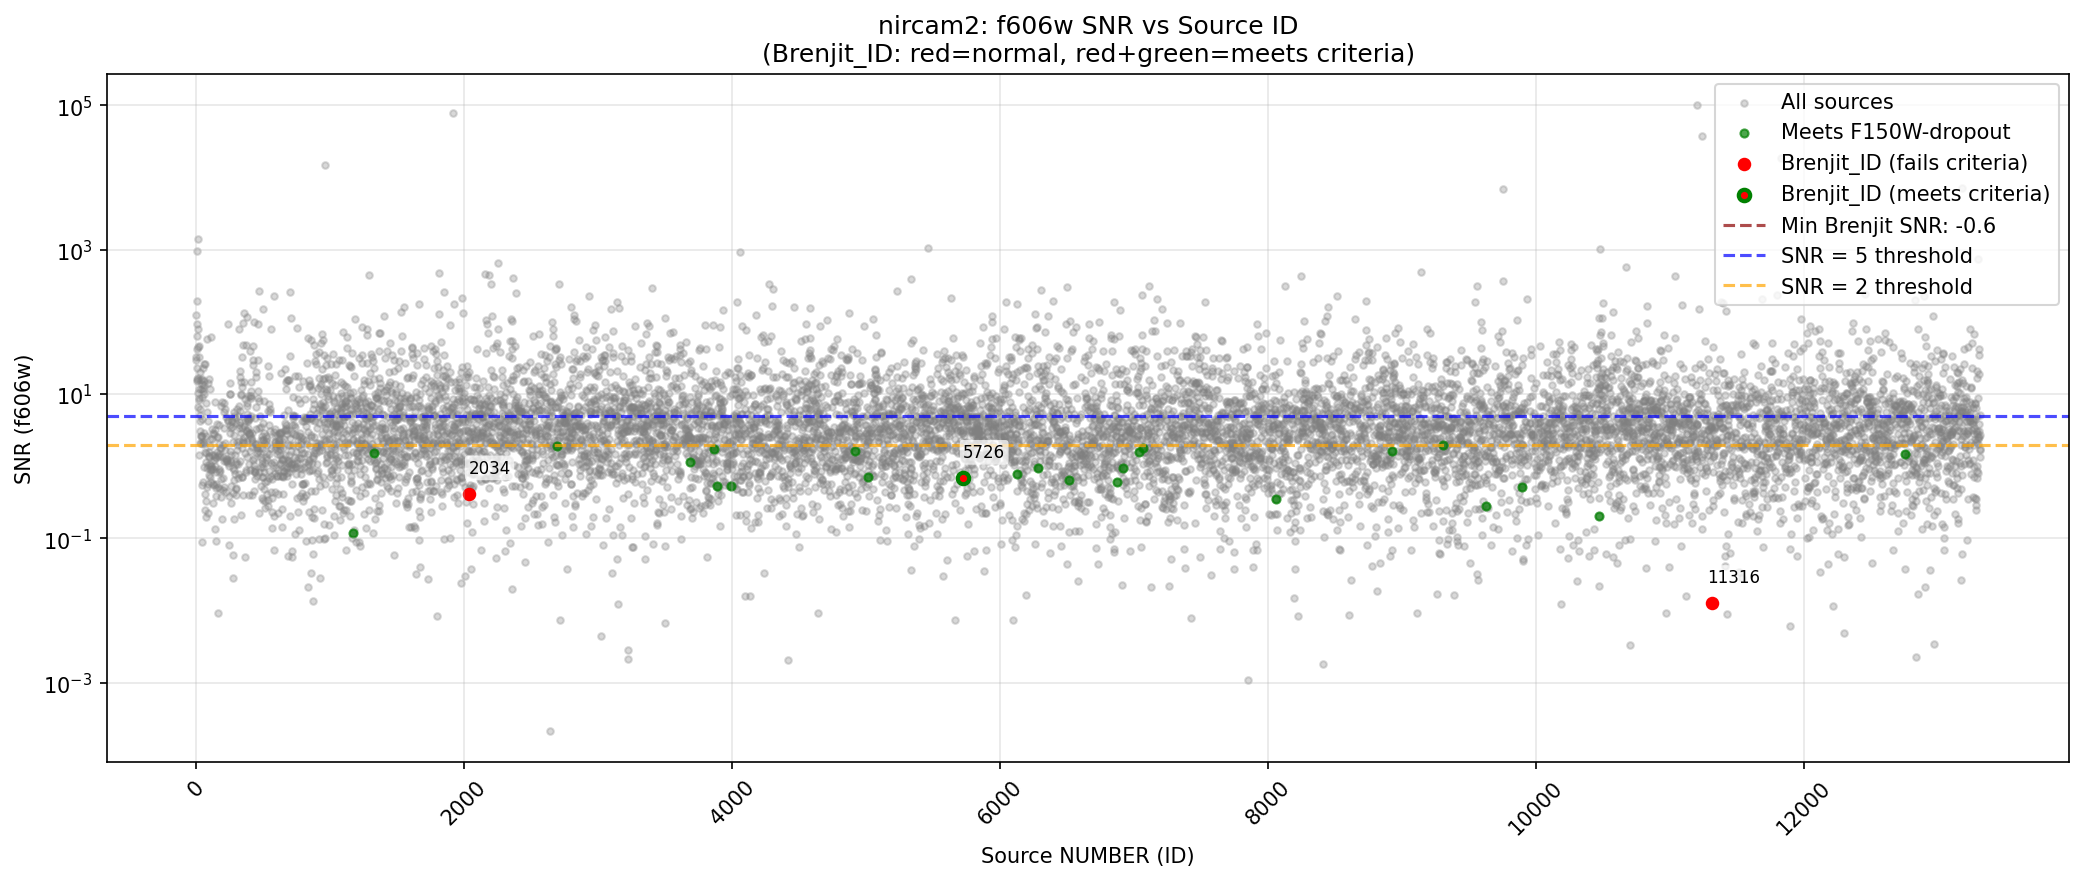 nircam2: f606w SNR vs Source ID
(Brenjit_ID: red=normal, red+green=meets criteria)
SNR (f606w)
10^5
10^3
10^1
10^−1
10^−3
All sources
Meets F150W-dropout
Brenjit_ID (fails criteria)
Brenjit_ID (meets criteria)
Min Brenjit SNR: -0.6
SNR = 5 threshold
SNR = 2 threshold
2034
5726
11316
0
2000
4000
6000
8000
10000
12000
Source NUMBER (ID)